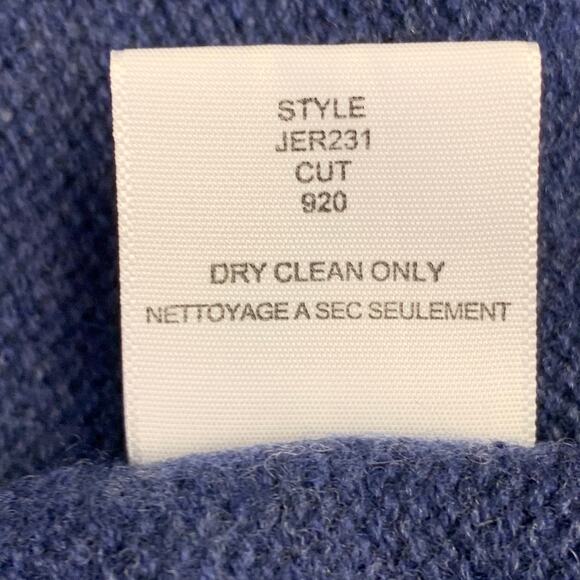 STYLE
JER231
CUT
920
DRY CLEAN ONLY
NETTOYAGE A SEC SEULEMENT